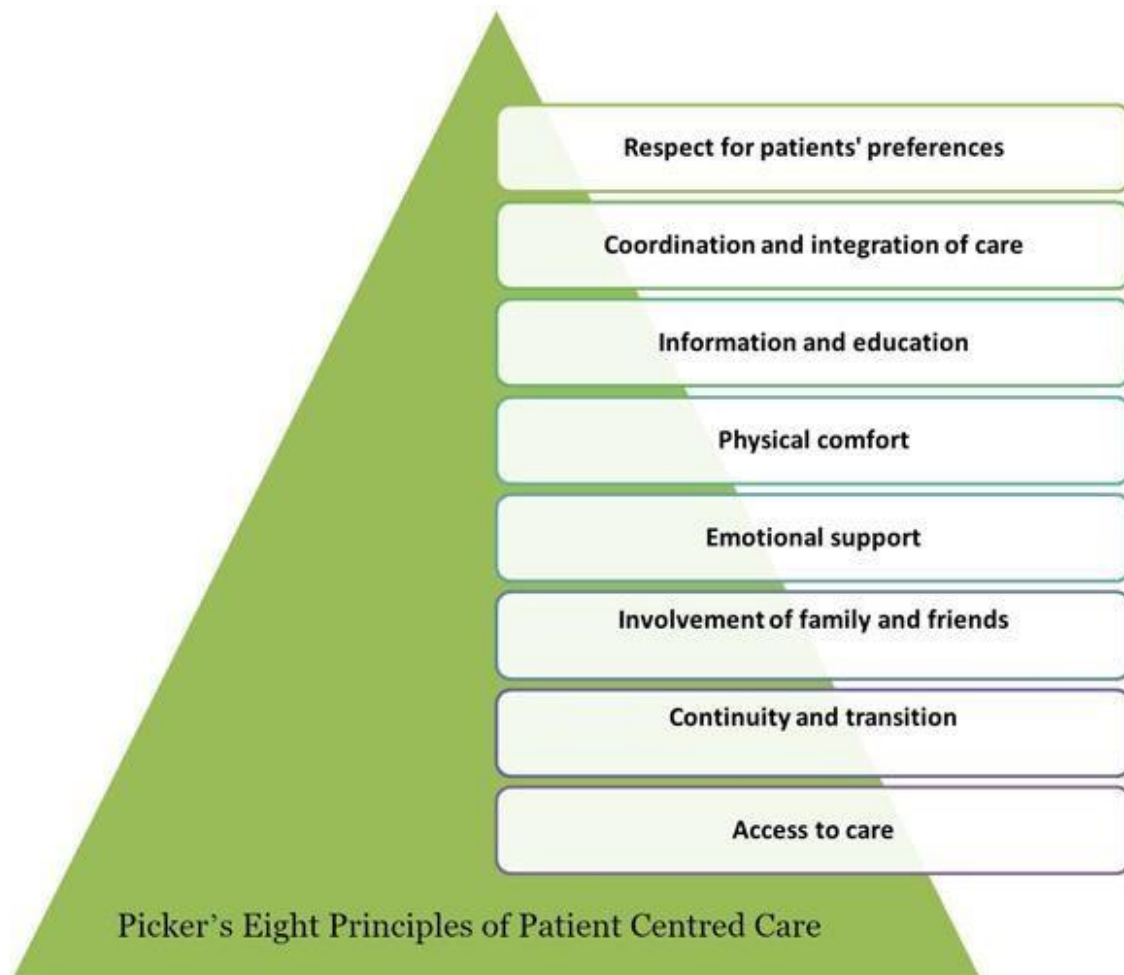 Respect for patients' preferences
Coordination and integration of care
Information and education
Physical comfort
Emotional support
Involvement of family and friends
Continuity and transition
Access to care
Picker’s Eight Principles of Patient Centred Care